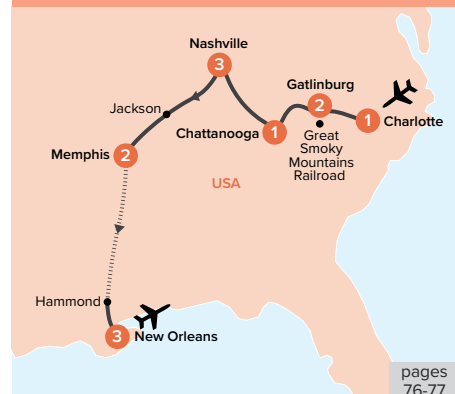 Nashville
3
Gatlinburg
2
Jackson
1
Charlotte
Chattanooga
1
Great
Smoky
Mountains
Railroad
Memphis
2
USA
Hammond
3
New Orleans
pages
76-77